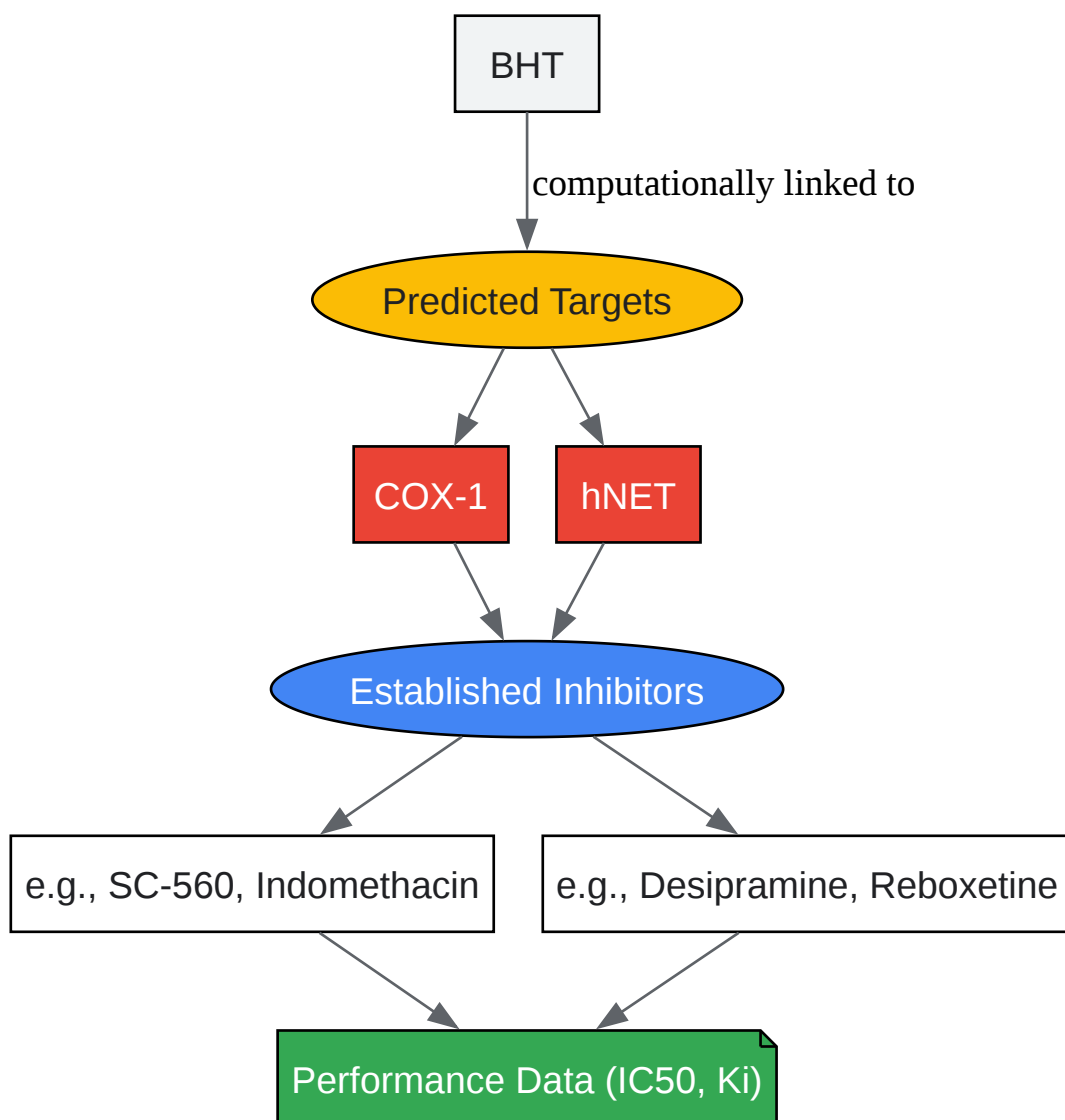 BHT
computationally linked to
Predicted Targets
COX-1
hNET
Established Inhibitors
e.g., SC-560, Indomethacin
e.g., Desipramine, Reboxetine
Performance Data (IC50, Ki)